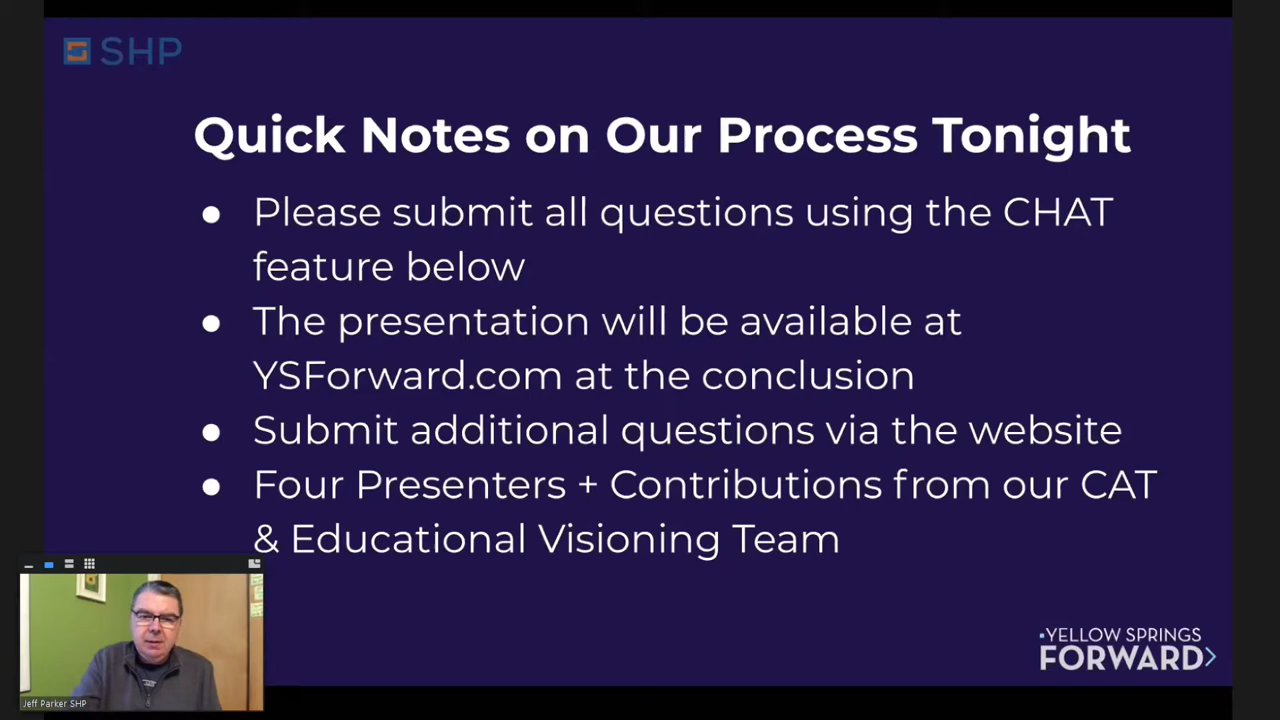 SHP
Quick Notes on Our Process Tonight
● Please submit all questions using the CHAT
feature below
● The presentation will be available at
YSForward.com at the conclusion
● Submit additional questions via the website
● Four Presenters + Contributions from our CAT
& Educational Visioning Team
YELLOW SPRINGS
FORWARD
Jeff Parker SHP